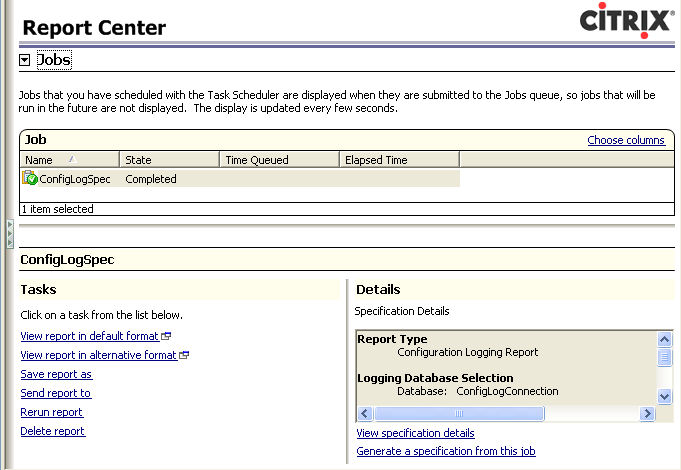 Report Center
CİTRIX®
Jobs
Jobs that you have scheduled with the Task Scheduler are displayed when they are submitted to the Jobs queue, so jobs that will be
run in the future are not displayed. The display is updated every few seconds.
Job Choose columns
Name State Time Queued Elapsed Time
ConfigLogSpec Completed
1 item selected
ConfigLogSpec
Tasks
Click on a task from the list below.
View report in default format
View report in alternative format
Save report as
Send report to
Rerun report
Delete report
Details
Specification Details
Report Type
Configuration Logging Report
Logging Database Selection
Database: ConfigLogConnection
View specification details
Generate a specification from this job